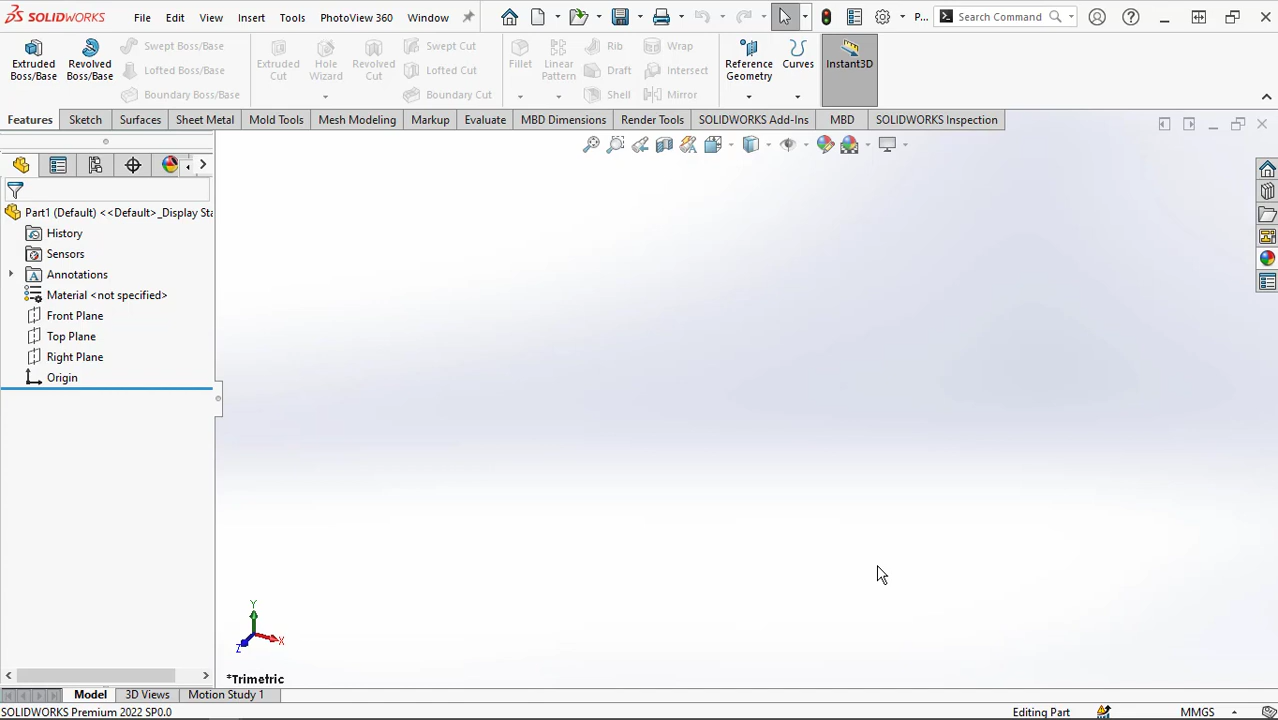 SOLIDWORKS File Edit View Insert Tools PhotoView 360 Window P... Search Command
Extruded Boss/Base
Revolved Boss/Base
Swept Boss/Base
Lofted Boss/Base
Boundary Boss/Base
Extruded Cut
Hole Wizard
Revolved Cut
Swept Cut
Lofted Cut
Boundary Cut
Fillet
Linear Pattern
Rib
Draft
Shell
Wrap
Intersect
Mirror
Reference Geometry
Curves
Instant3D
Features Sketch Surfaces Sheet Metal Mold Tools Mesh Modeling Markup Evaluate MBD Dimensions Render Tools SOLIDWORKS Add-Ins MBD SOLIDWORKS Inspection
Part1 (Default) <<Default>_Display Sta
History
Sensors
Annotations
Material <not specified>
Front Plane
Top Plane
Right Plane
Origin
Y
X
Z
*Trimetric
Model 3D Views Motion Study 1
SOLIDWORKS Premium 2022 SP0.0 Editing Part MMGS